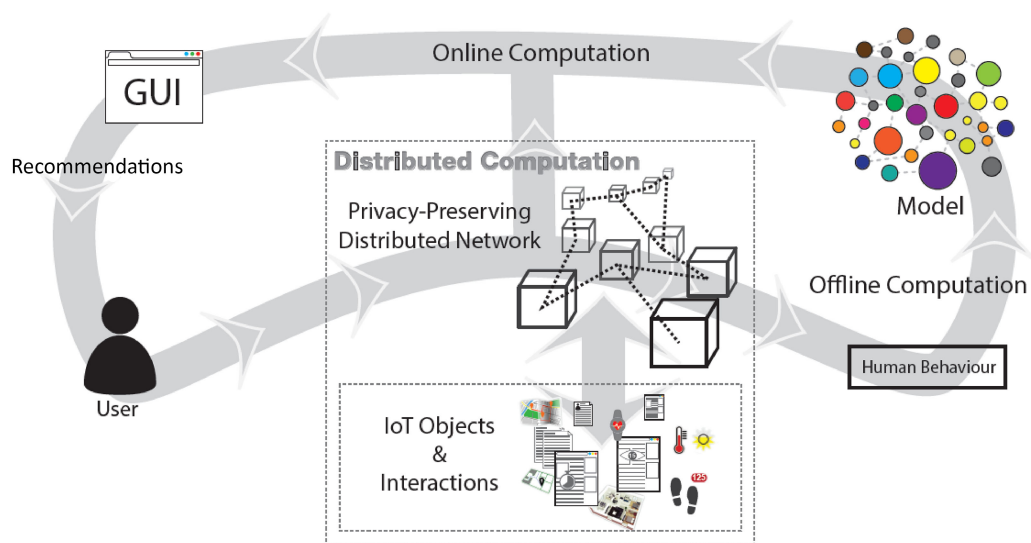 Online Computation
GUI
Recommendations
Distributed Computation
Privacy-Preserving
Distributed Network
Model
Offline Computation
Human Behaviour
User
IoT Objects
&
Interactions
125